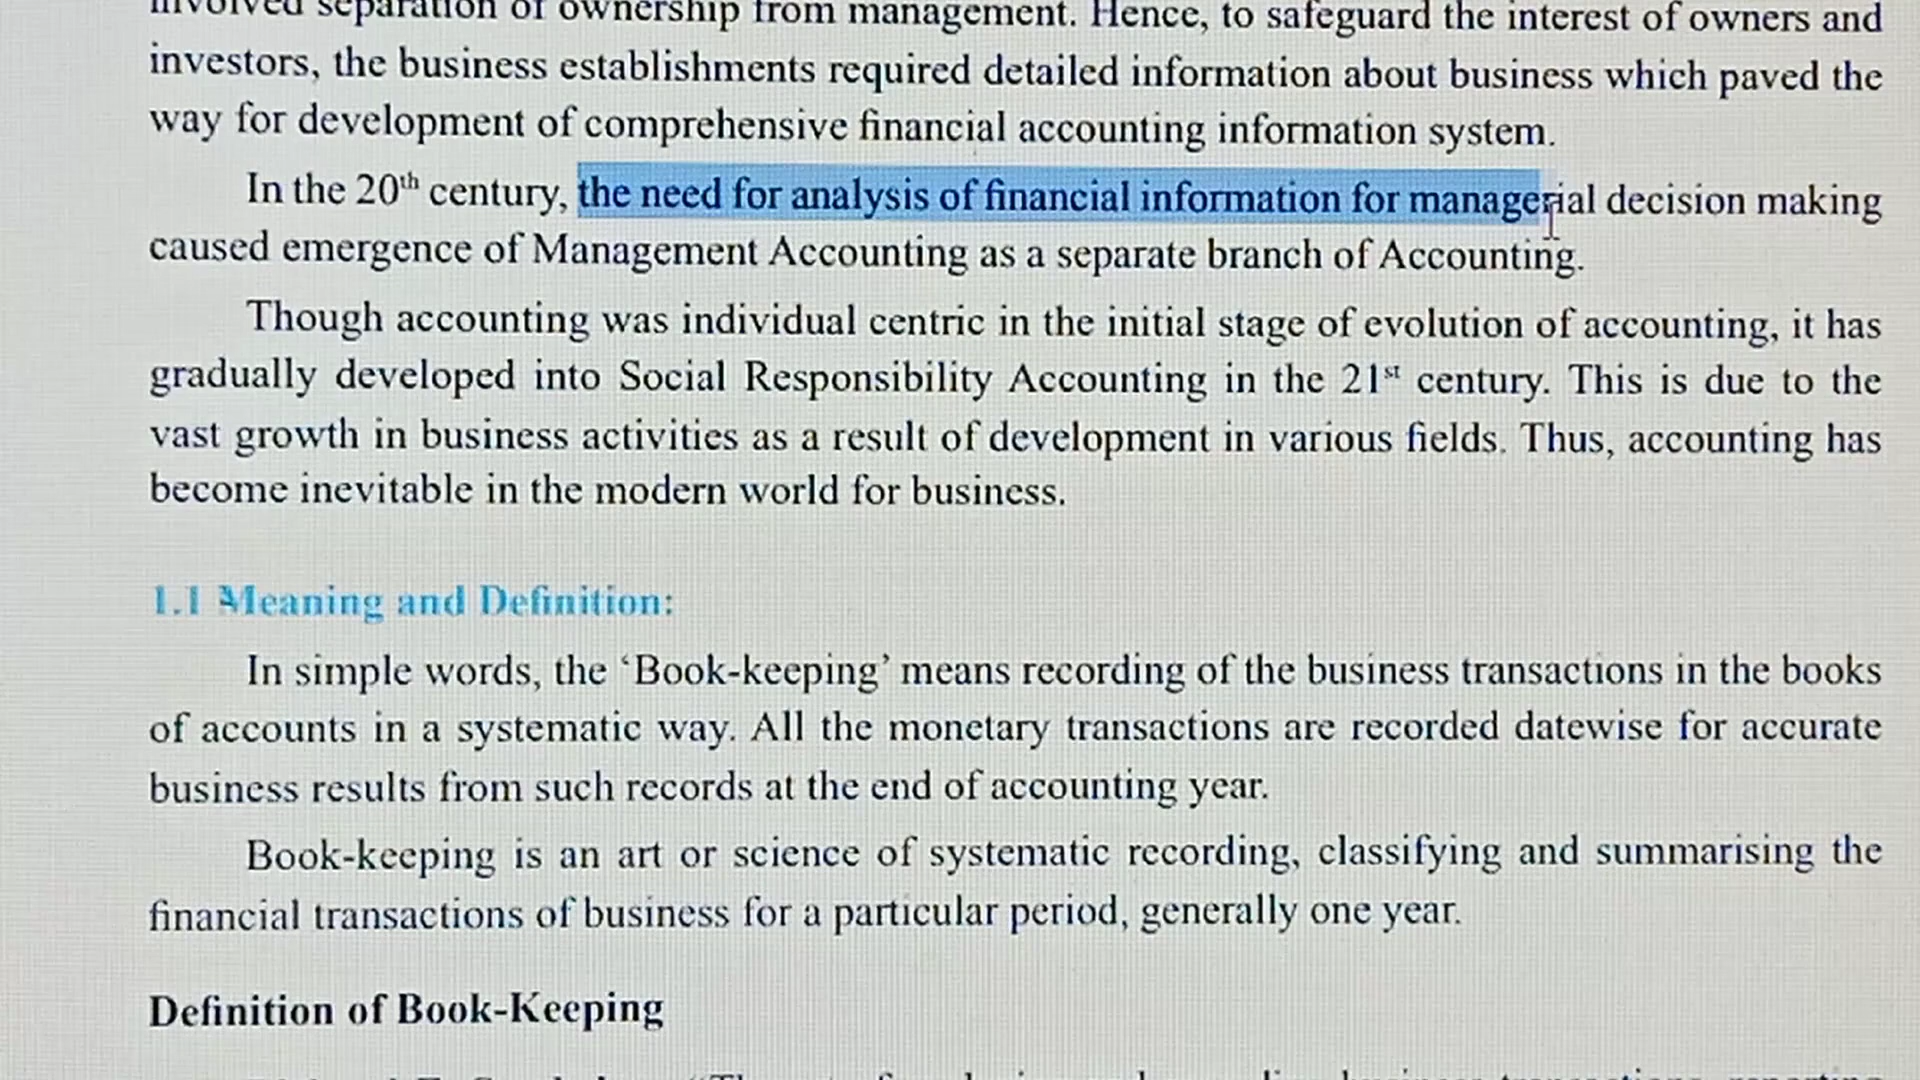 involved separation of ownership from management. Hence, to safeguard the interest of owners and
investors, the business establishments required detailed information about business which paved the
way for development of comprehensive financial accounting information system.
In the 20th century, the need for analysis of financial information for managerial decision making
caused emergence of Management Accounting as a separate branch of Accounting.
Though accounting was individual centric in the initial stage of evolution of accounting, it has
gradually developed into Social Responsibility Accounting in the 21st century. This is due to the
vast growth in business activities as a result of development in various fields. Thus, accounting has
become inevitable in the modern world for business.
1.1 Meaning and Definition:
In simple words, the ‘Book-keeping’ means recording of the business transactions in the books
of accounts in a systematic way. All the monetary transactions are recorded datewise for accurate
business results from such records at the end of accounting year.
Book-keeping is an art or science of systematic recording, classifying and summarising the
financial transactions of business for a particular period, generally one year.
Definition of Book-Keeping